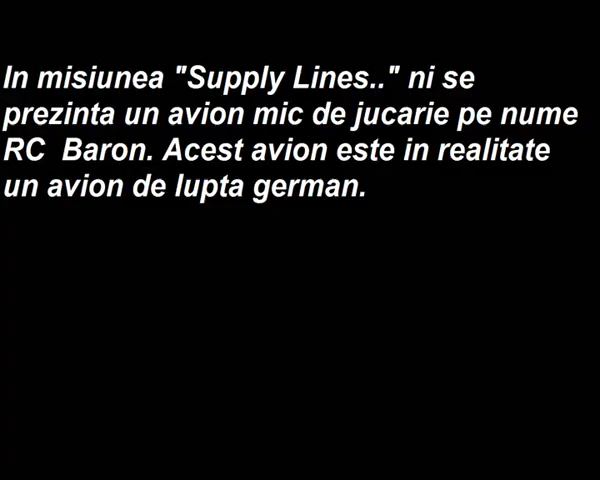 In misiunea "Supply Lines.." ni se
prezinta un avion mic de jucarie pe nume
RC  Baron. Acest avion este in realitate
un avion de lupta german.